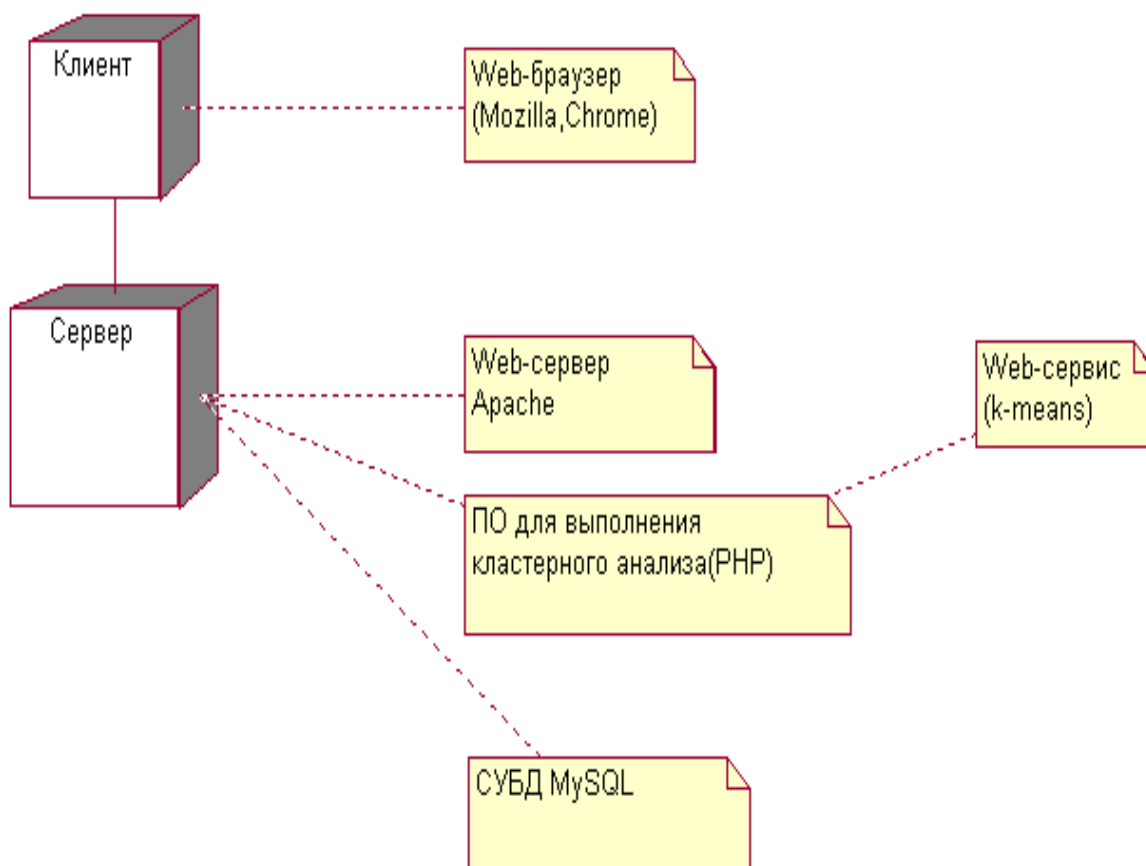 Клиент
Web-браузер
(Mozilla,Chrome)
Сервер
Web-сервер
Apache
Web-сервис
(k-means)
ПО для выполнения
кластерного анализа(PHP)
СУБД MySQL